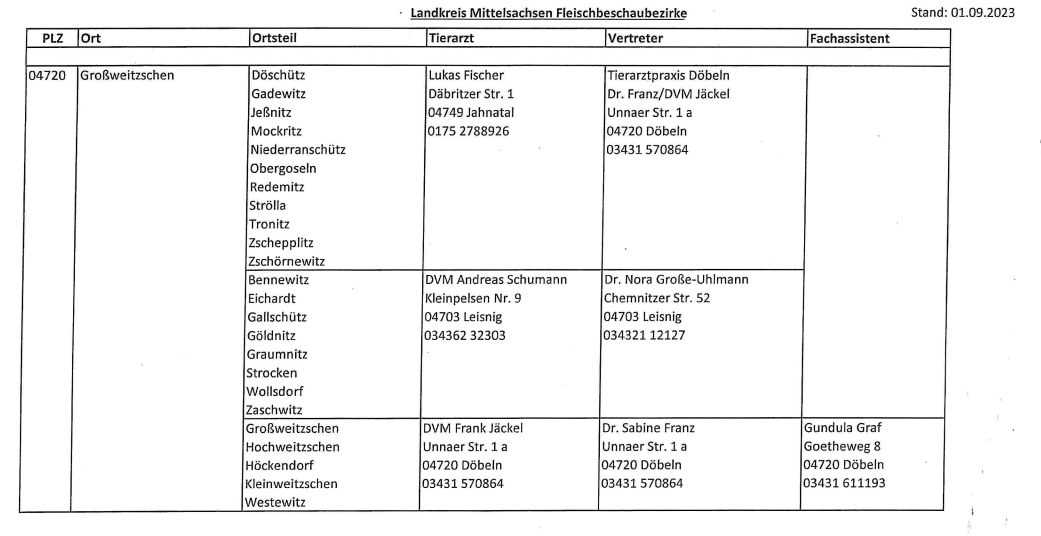 Landkreis Mittelsachsen Fleischbeschaubezirke Stand: 01.09.2023
PLZ Ort Ortsteil Tierarzt Vertreter Fachassistent
04720 Großweitzschen Döschütz Lukas Fischer Tierarztpraxis Döbeln
Gadewitz Däbritzer Str. 1 Dr. Franz/DVM Jäckel
Jeßnitz 04749 Jahnatal Unnaer Str. 1 a
Mockritz 0175 2788926 04720 Döbeln
Niederranschütz 03431 570864
Obergoseln
Redemitz
Strölla
Tronitz
Zschepplitz
Zschörnewitz
Bennewitz DVM Andreas Schumann Dr. Nora Große-Uhlmann
Eichardt Kleinpelsen Nr. 9 Chemnitzer Str. 52
Gallschütz 04703 Leisnig 04703 Leisnig
Göldnitz 034362 32303 034321 12127
Graumnitz
Strocken
Wollsdorf
Zaschwitz
Großweitzschen DVM Frank Jäckel Dr. Sabine Franz Gundula Graf
Hochweitzschen Unnaer Str. 1 a Unnaer Str. 1 a Goetheweg 8
Höckendorf 04720 Döbeln 04720 Döbeln 04720 Döbeln
Kleinweitzschen 03431 570864 03431 570864 03431 611193
Westewitz